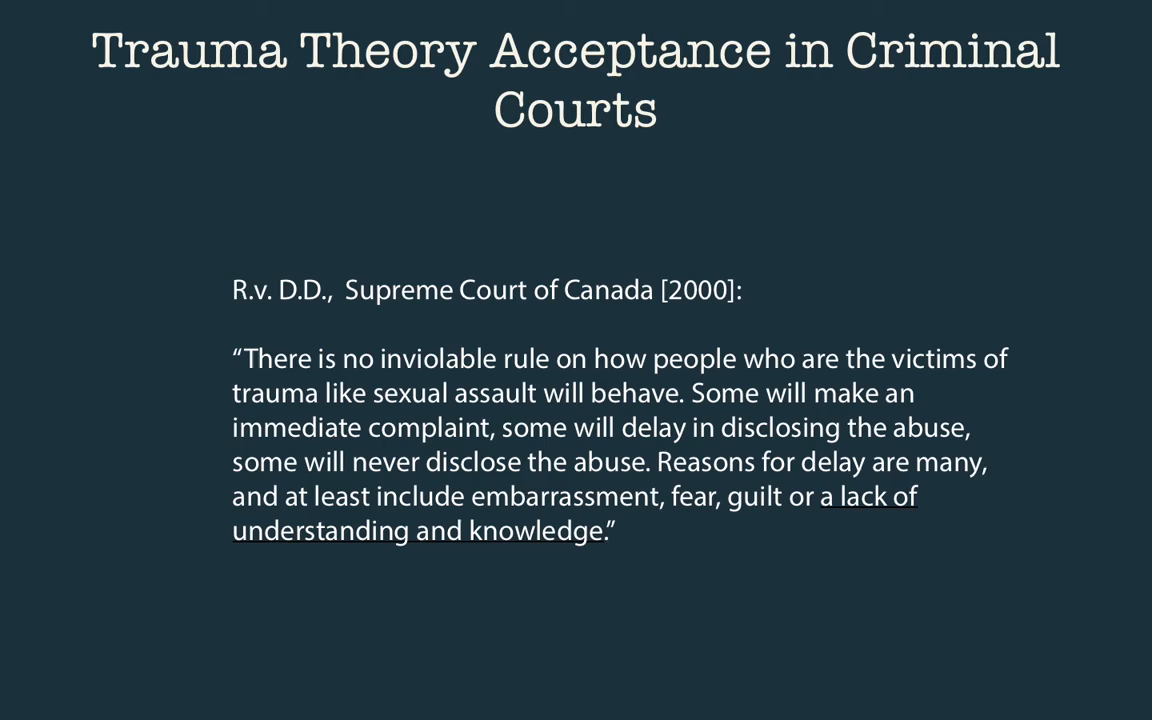 Trauma Theory Acceptance in Criminal
Courts
R.v. D.D., Supreme Court of Canada [2000]:
“There is no inviolable rule on how people who are the victims of
trauma like sexual assault will behave. Some will make an
immediate complaint, some will delay in disclosing the abuse,
some will never disclose the abuse. Reasons for delay are many,
and at least include embarrassment, fear, guilt or a lack of
understanding and knowledge.”